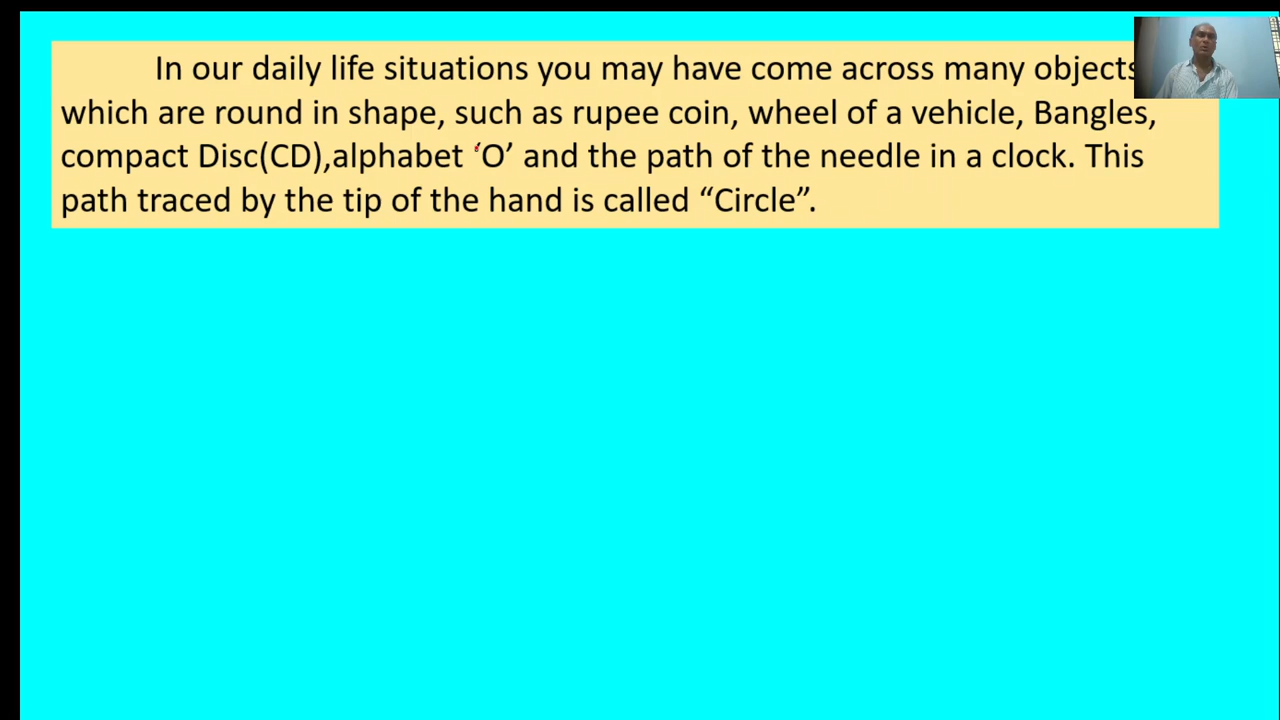 In our daily life situations you may have come across many objects
which are round in shape, such as rupee coin, wheel of a vehicle, Bangles,
compact Disc(CD),alphabet ‘O’ and the path of the needle in a clock. This
path traced by the tip of the hand is called “Circle”.